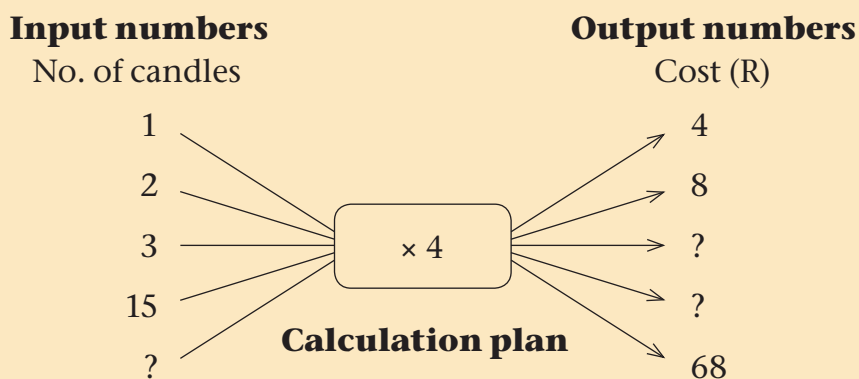 Input numbers Output numbers
No. of candles Cost (R)
1 4
2 8
3 × 4 ?
15 ?
Calculation plan
? 68